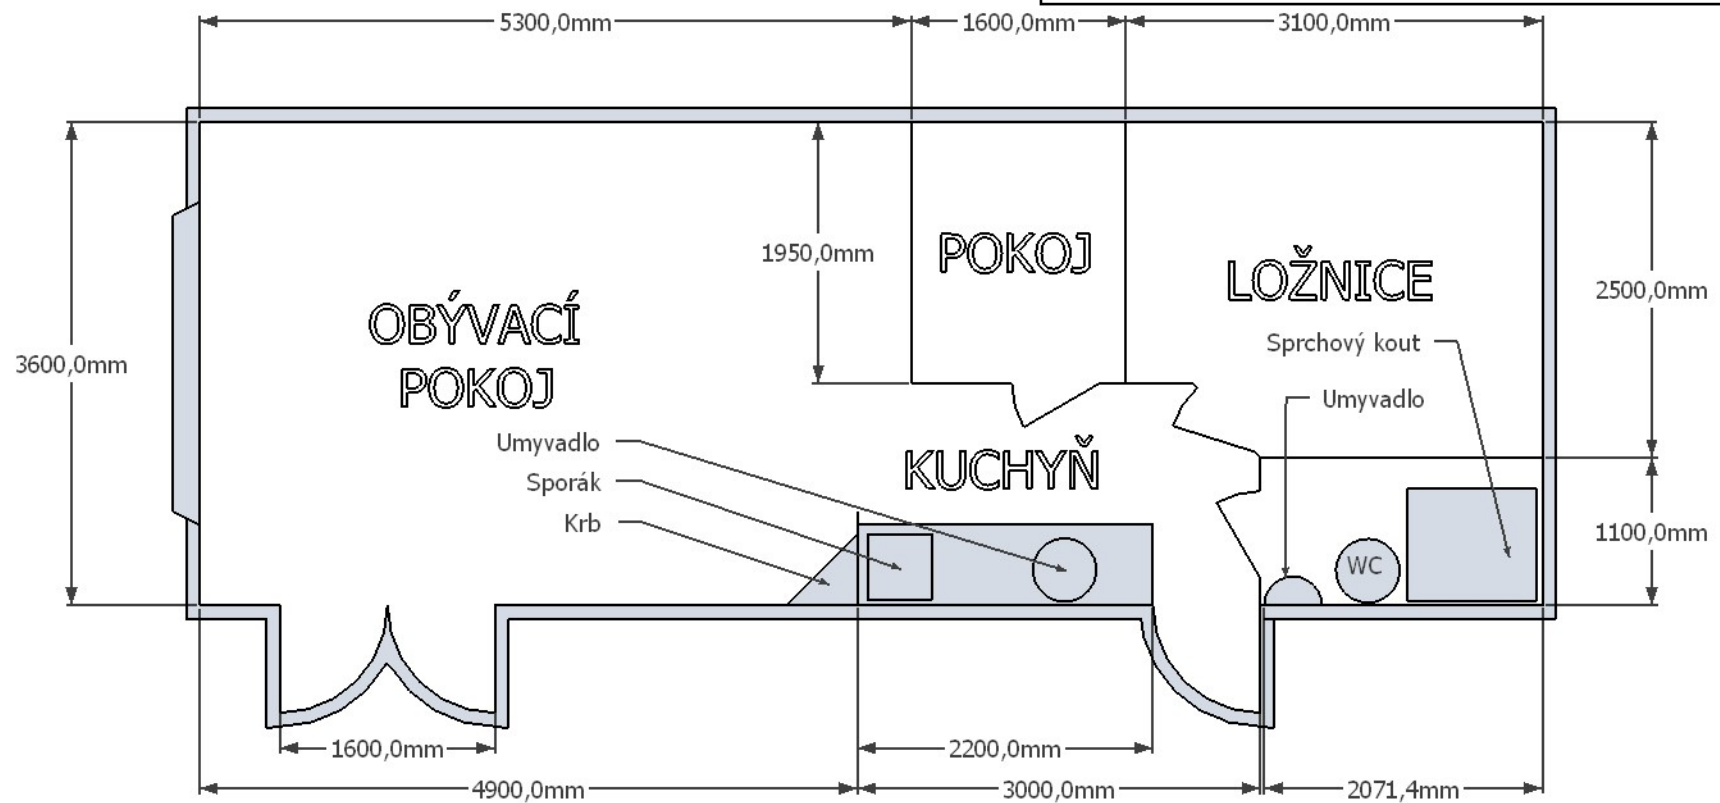 5300,0mm
1600,0mm
3100,0mm
1950,0mm
POKOJ
LOŽNICE
2500,0mm
OBÝVACÍ
POKOJ
3600,0mm
Sprchový kout
Umyvadlo
Umyvadlo
KUCHYŇ
Sporák
Krb
1100,0mm
WC
1600,0mm
2200,0mm
4900,0mm
3000,0mm
2071,4mm